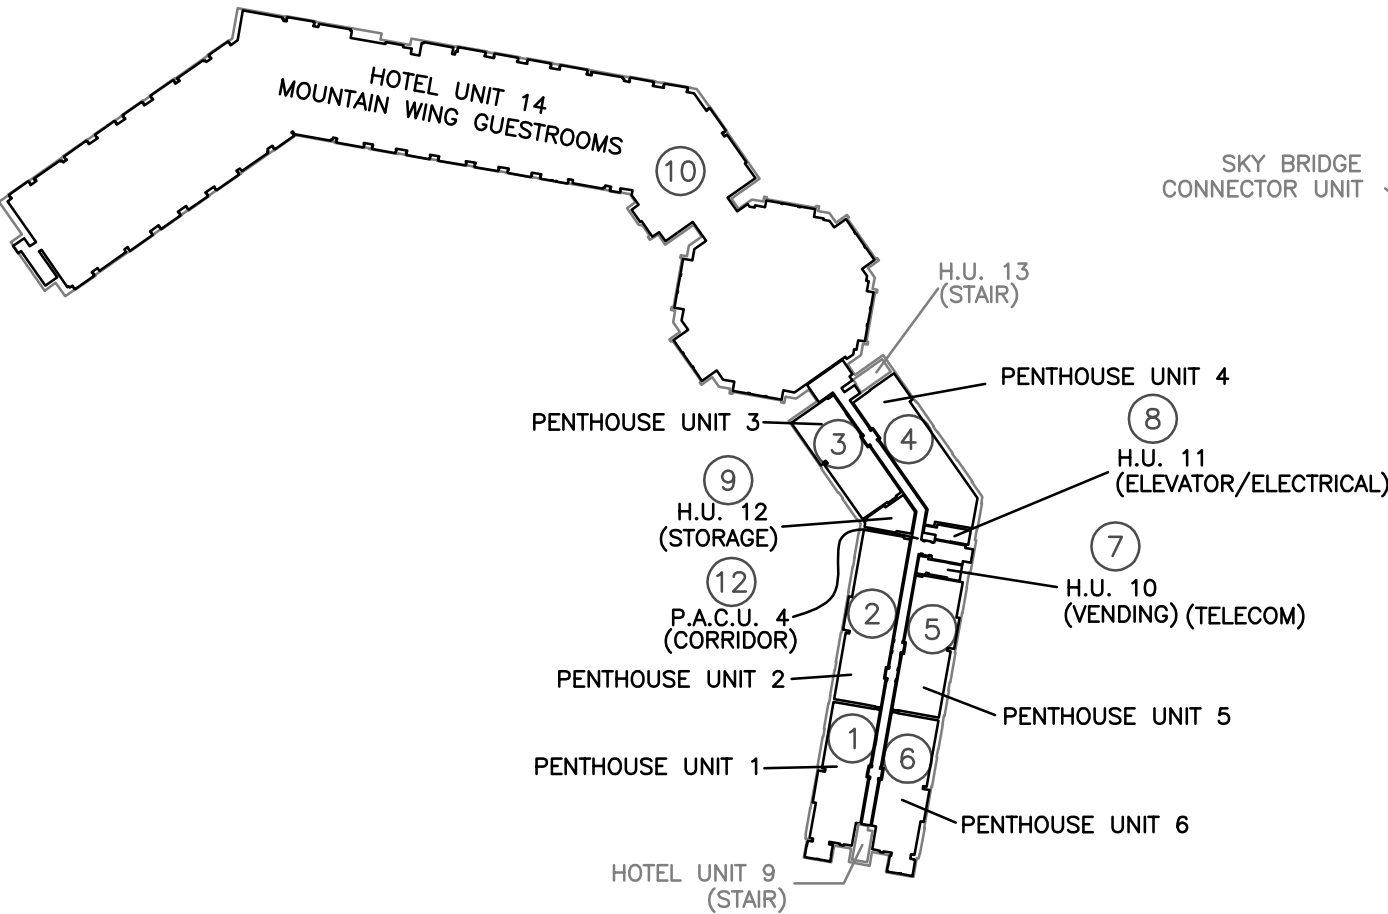 HOTEL UNIT 14
MOUNTAIN WING GUESTROOMS
10
SKY BRIDGE
CONNECTOR UNIT
H.U. 13
(STAIR)
PENTHOUSE UNIT 4
PENTHOUSE UNIT 3
3
4
8
H.U. 11
(ELEVATOR/ELECTRICAL)
9
H.U. 12
(STORAGE)
7
H.U. 10
(VENDING) (TELECOM)
12
P.A.C.U. 4
(CORRIDOR)
2
5
PENTHOUSE UNIT 2
PENTHOUSE UNIT 5
1
6
PENTHOUSE UNIT 1
PENTHOUSE UNIT 6
HOTEL UNIT 9
(STAIR)